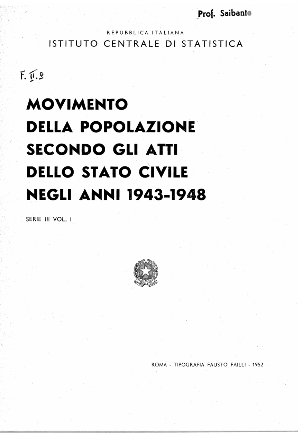 Prof. Saibante
REPUBBLICA ITALIANA
ISTITUTO CENTRALE DI STATISTICA
F. II. 9
MOVIMENTO
DELLA POPOLAZIONE
SECONDO GLI ATTI
DELLO STATO CIVILE
NEGLI ANNI 1943-1948
SERIE III VOL. I
ROMA - TIPOGRAFIA FAUSTO FAILLI - 1952